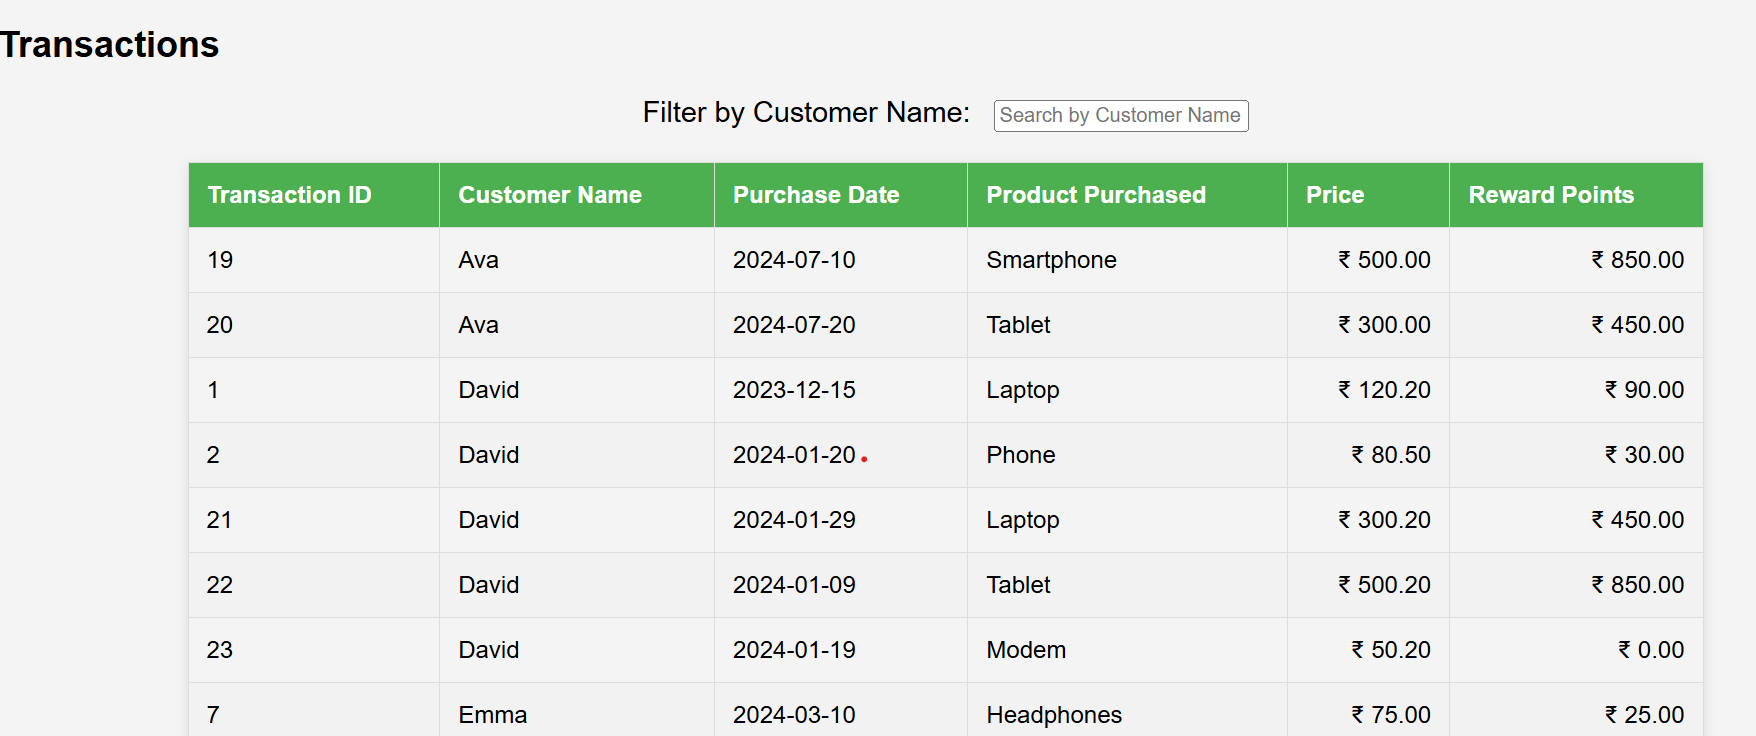 Transactions
Filter by Customer Name: Search by Customer Name
Transaction ID Customer Name Purchase Date Product Purchased Price Reward Points
19 Ava 2024-07-10 Smartphone ₹ 500.00 ₹ 850.00
20 Ava 2024-07-20 Tablet ₹ 300.00 ₹ 450.00
1 David 2023-12-15 Laptop ₹ 120.20 ₹ 90.00
2 David 2024-01-20 Phone ₹ 80.50 ₹ 30.00
21 David 2024-01-29 Laptop ₹ 300.20 ₹ 450.00
22 David 2024-01-09 Tablet ₹ 500.20 ₹ 850.00
23 David 2024-01-19 Modem ₹ 50.20 ₹ 0.00
7 Emma 2024-03-10 Headphones ₹ 75.00 ₹ 25.00